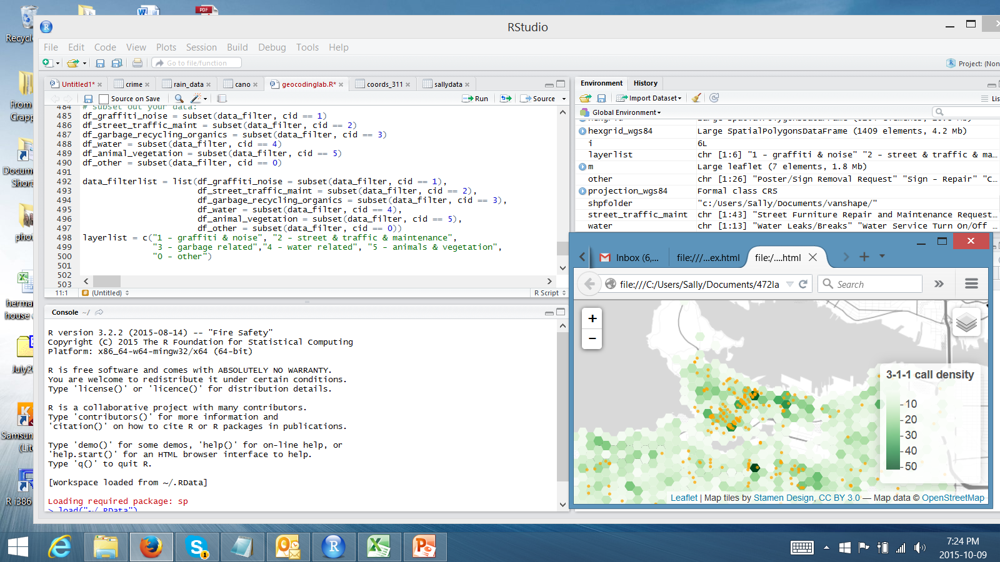 PDF
RStudio
Recycl
File Edit Code View Plots Session Build Debug Tools Help
Go to file/function
Project: (Non
Untitled1* crime rain_data cano geocodinglab.R* coords_311 sallydata
Environment History
Source on Save Run Source
Import Dataset
Lis
Global Environment
From
Crapp
484 # subset out your data:
485 df_graffiti_noise = subset(data_filter, cid == 1)
486 df_street_traffic_maint = subset(data_filter, cid == 2)
487 df_garbage_recycling_organics = subset(data_filter, cid == 3)
488 df_water = subset(data_filter, cid == 4)
489 df_animal_vegetation = subset(data_filter, cid == 5)
490 df_other = subset(data_filter, cid == 0)
491
492 data_filterlist = list(df_graffiti_noise = subset(data_filter, cid == 1),
493 df_street_traffic_maint = subset(data_filter, cid == 2),
494 df_garbage_recycling_organics = subset(data_filter, cid == 3),
495 df_water = subset(data_filter, cid == 4),
496 df_animal_vegetation = subset(data_filter, cid == 5),
497 df_other = subset(data_filter, cid == 0))
498 layerlist = c("1 - graffiti & noise", "2 - street & traffic & maintenance",
499 "3 - garbage related","4 - water related", "5 - animals & vegetation",
500 "0 - other")
501
502
503
11:1 (Untitled) R Script
hexgrid_wgs84 Large SpatialPolygonsDataFrame (1409 elements, 4.2 Mb)
i 6L
layerlist chr [1:6] "1 - graffiti & noise" "2 - street & traffic & ma...
m Large leaflet (7 elements, 1.8 Mb)
other chr [1:26] "Poster/Sign Removal Request" "Sign - Repair" "C...
projection_wgs84 Formal class CRS
shpfolder "c:/Users/Sally/Documents/vanshape/"
street_traffic_maint chr [1:43] "Street Furniture Repair and Maintenance Request...
water chr [1:13] "Water Leaks/Breaks" "Water Service Turn On/Off ...
Docum
Short
phot
herma
house
July2
Samsun
(Lit
R i386
Console ~/
R version 3.2.2 (2015-08-14) -- "Fire Safety"
Copyright (C) 2015 The R Foundation for Statistical Computing
Platform: x86_64-w64-mingw32/x64 (64-bit)
R is free software and comes with ABSOLUTELY NO WARRANTY.
You are welcome to redistribute it under certain conditions.
Type 'license()' or 'licence()' for distribution details.
R is a collaborative project with many contributors.
Type 'contributors()' for more information and
'citation()' on how to cite R or R packages in publications.
Type 'demo()' for some demos, 'help()' for on-line help, or
'help.start()' for an HTML browser interface to help.
Type 'q()' to quit R.
[Workspace loaded from ~/.RData]
Loading required package: sp
> load("~/.RData")
Inbox (6,... file:///...ex.html file:/....html
file:///C:/Users/Sally/Documents/472la Search
+
−
3-1-1 call density
10
20
30
40
50
Leaflet | Map tiles by Stamen Design, CC BY 3.0 — Map data © OpenStreetMap
7:24 PM
2015-10-09